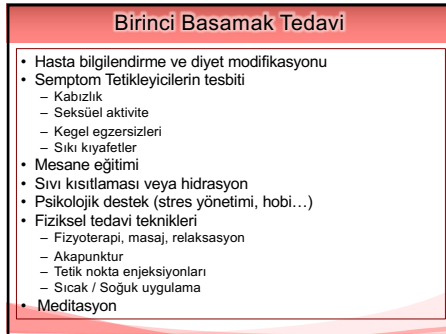 Birinci Basamak Tedavi
• Hasta bilgilendirme ve diyet modifikasyonu
• Semptom Tetikleyicilerin tesbiti
– Kabızlık
– Seksüel aktivite
– Kegel egzersizleri
– Sıkı kıyafetler
• Mesane eğitimi
• Sıvı kısıtlaması veya hidrasyon
• Psikolojik destek (stres yönetimi, hobi…)
• Fiziksel tedavi teknikleri
– Fizyoterapi, masaj, relaksasyon
– Akapunktur
– Tetik nokta enjeksiyonları
– Sıcak / Soğuk uygulama
• Meditasyon